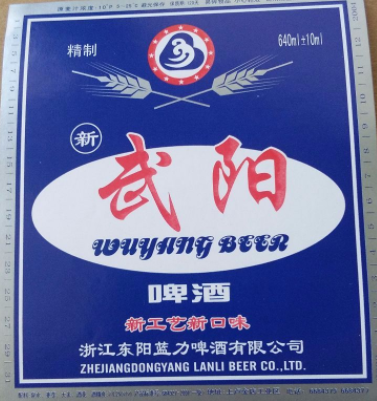 精制
640ml±10ml
新
武阳
WUYANG BEER
啤酒
新工艺新口味
浙江东阳蓝力啤酒有限公司
ZHEJIANGDONGYANG LANLI BEER CO.,LTD.